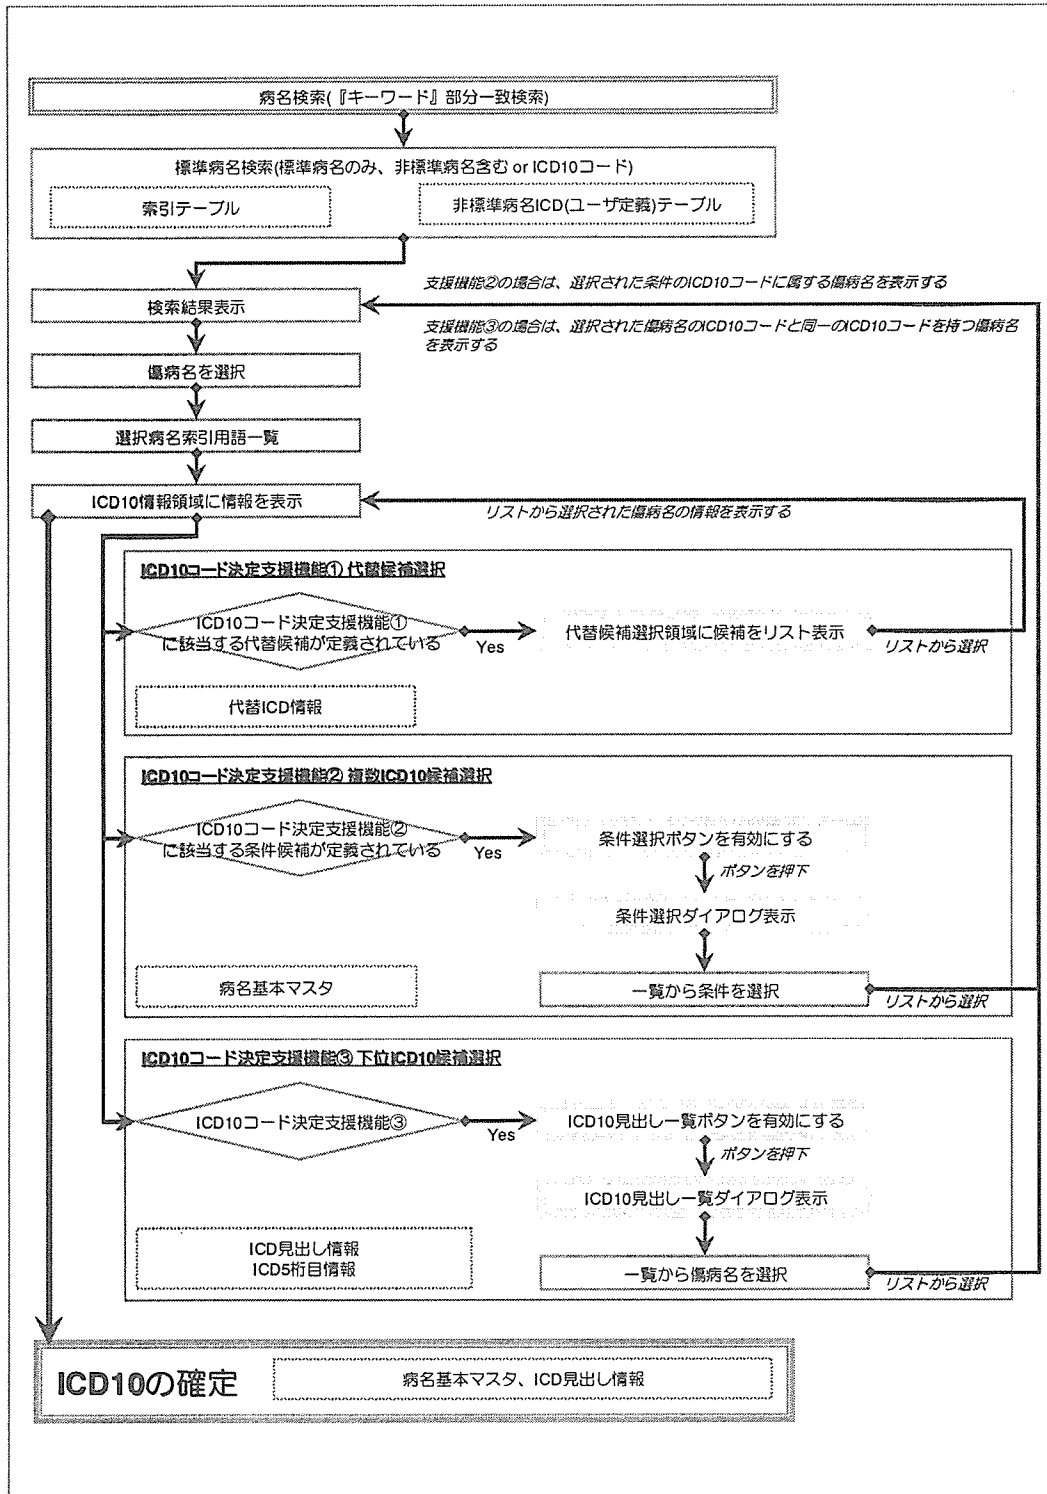 病名検索(『キーワード』部分一致検索)
標準病名検索(標準病名のみ、非標準病名含む or ICD10コード)
索引テーブル
非標準病名ICD(ユーザ定義)テーブル
支援機能②の場合は、選択された条件のICD10コードに属する傷病名を表示する
検索結果表示
支援機能③の場合は、選択された傷病名のICD10コードと同一のICD10コードを持つ傷病名
を表示する
傷病名を選択
選択病名索引用語一覧
ICD10情報領域に情報を表示
リストから選択された傷病名の情報を表示する
ICD10コード決定支援機能① 代替候補選択
ICD10コード決定支援機能①
に該当する代替候補が定義されている
Yes
代替候補選択領域に候補をリスト表示
リストから選択
代替ICD情報
ICD10コード決定支援機能② 複数ICD10候補選択
ICD10コード決定支援機能②
に該当する条件候補が定義されている
Yes
条件選択ボタンを有効にする
ボタンを押下
条件選択ダイアログ表示
病名基本マスタ
一覧から条件を選択
リストから選択
ICD10コード決定支援機能③ 下位ICD10候補選択
ICD10コード決定支援機能③
Yes
ICD10見出し一覧ボタンを有効にする
ボタンを押下
ICD10見出し一覧ダイアログ表示
ICD見出し情報
ICD5桁目情報
一覧から傷病名を選択
リストから選択
ICD10の確定
病名基本マスタ、ICD見出し情報